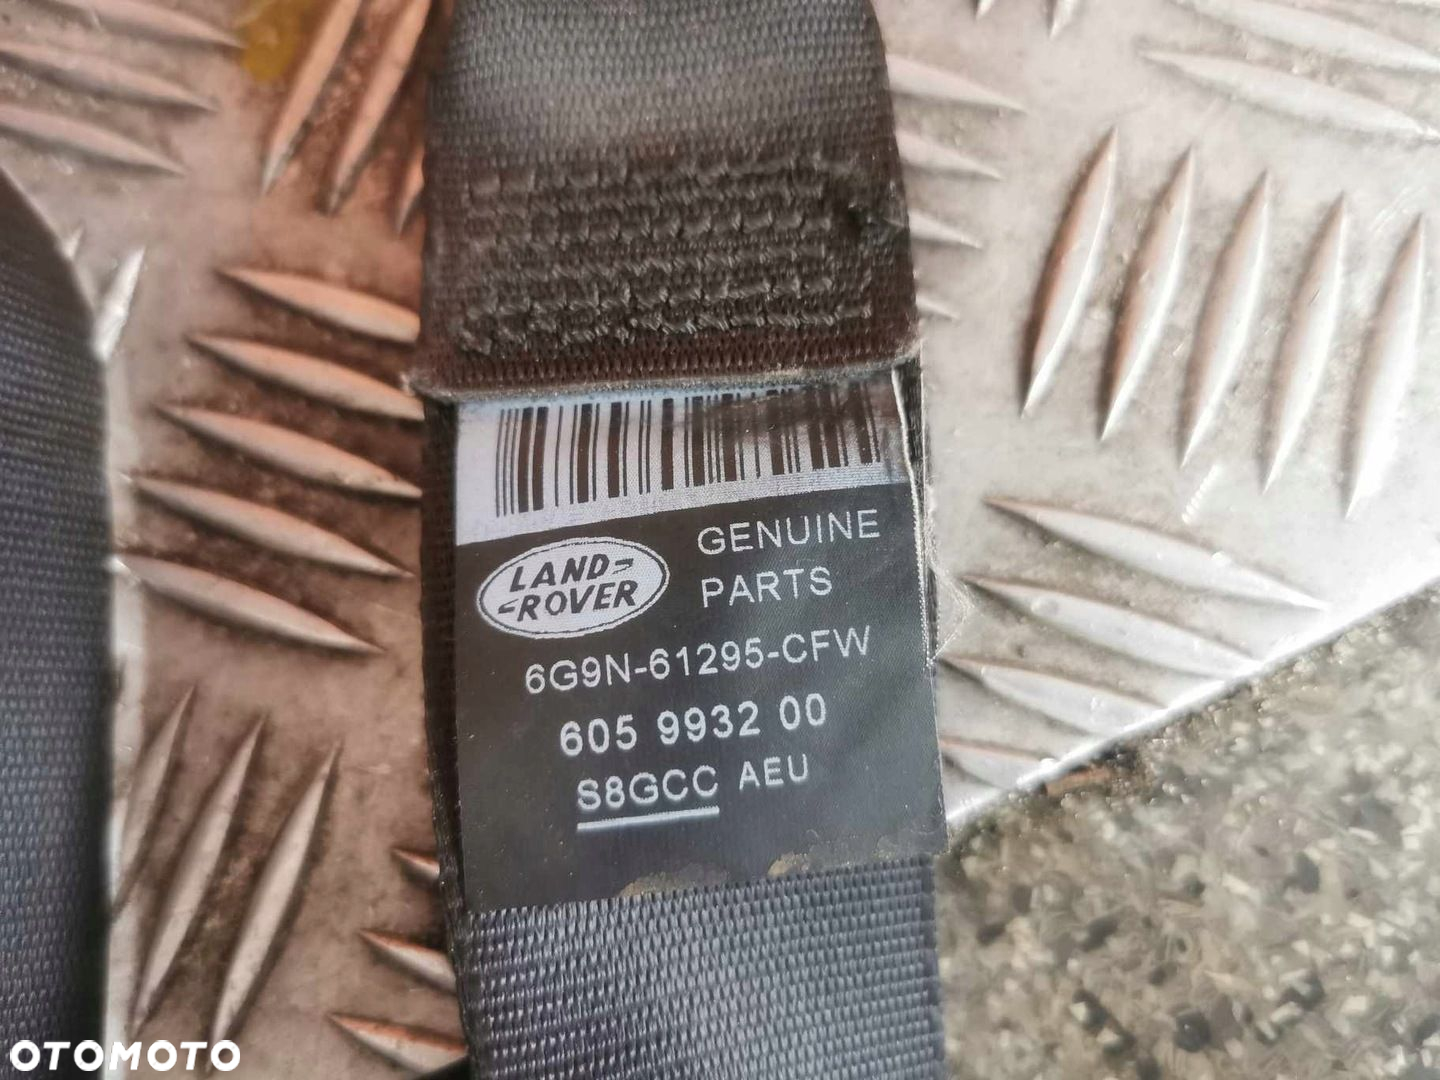 LAND-
-ROVER
GENUINE
PARTS
6G9N-61295-CFW
605 9932 00
S8GCC AEU
OTOMOTO